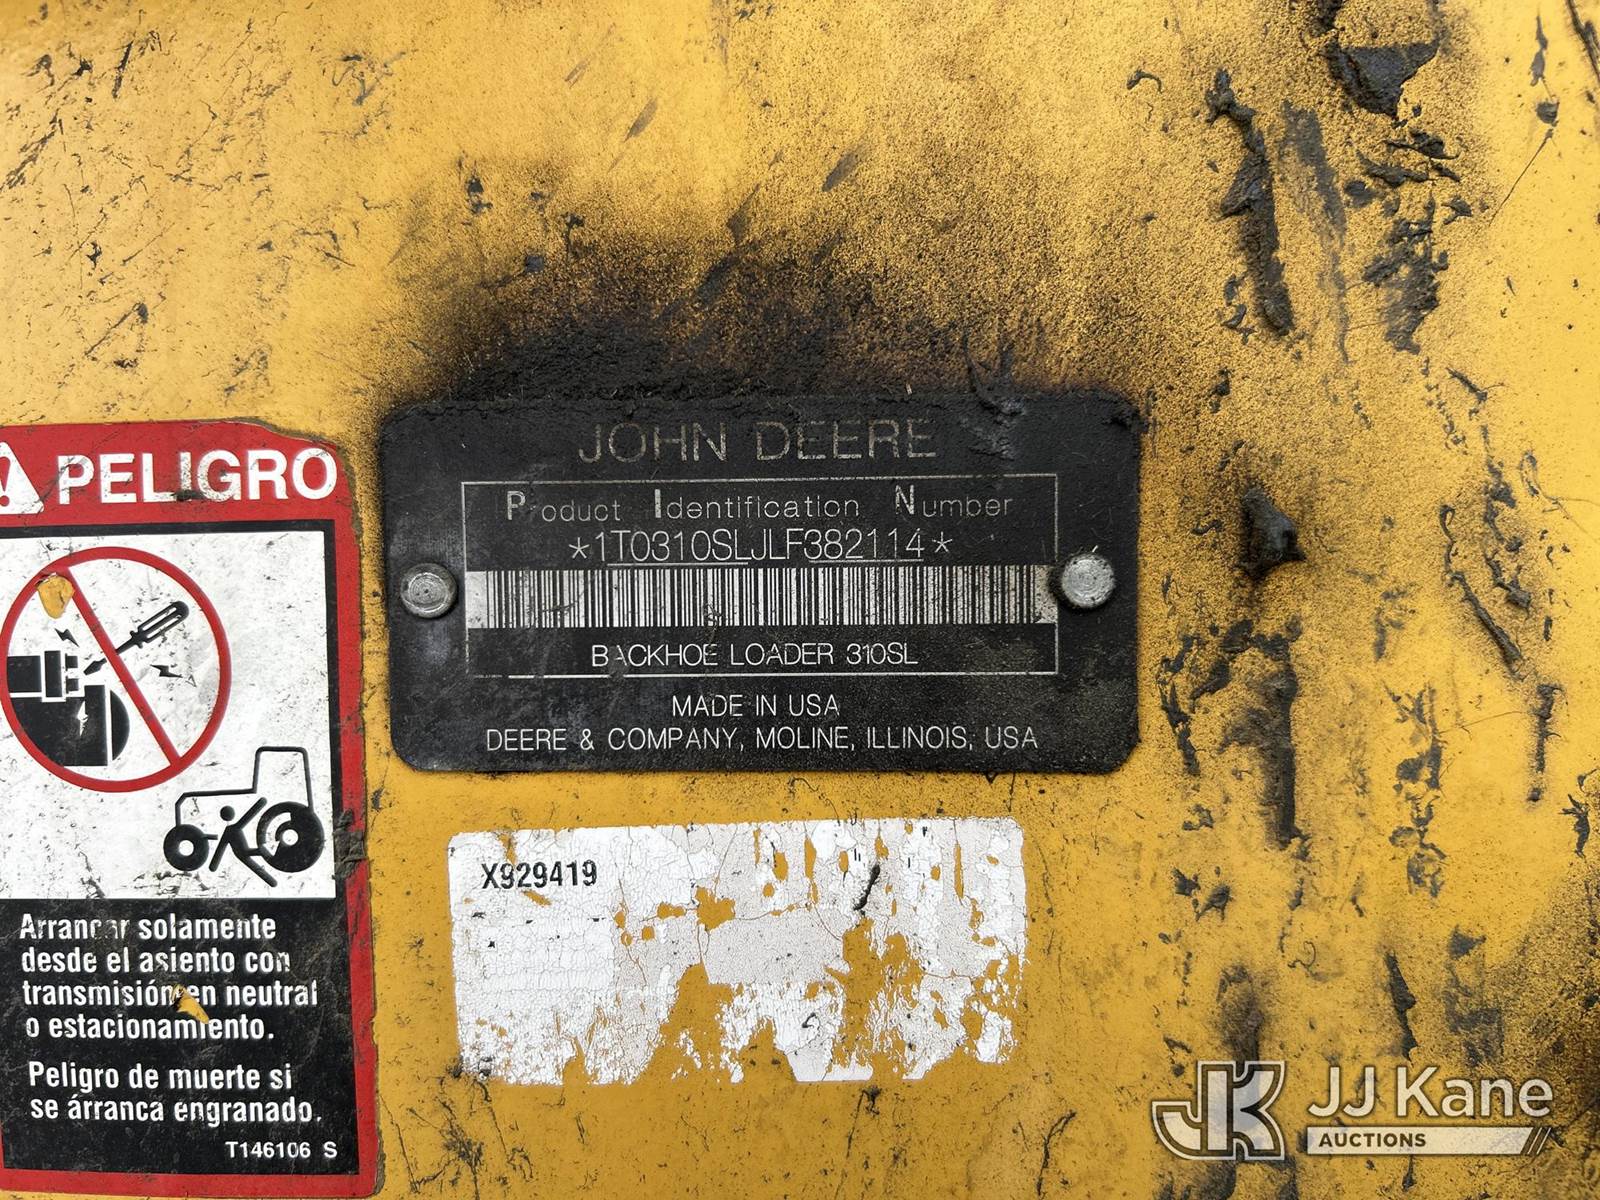 PELIGRO
Arrancar solamente
desde el asiento con
transmisión en neutral
o estacionamiento.
Peligro de muerte si
se árranca engranado.
T146106 S
JOHN DEERE
Product Identification Number
*1T0310SLJLF382114*
BACKHOE LOADER 310SL
MADE IN USA
DEERE & COMPANY, MOLINE, ILLINOIS, USA
X929419
JK JJ Kane
AUCTIONS